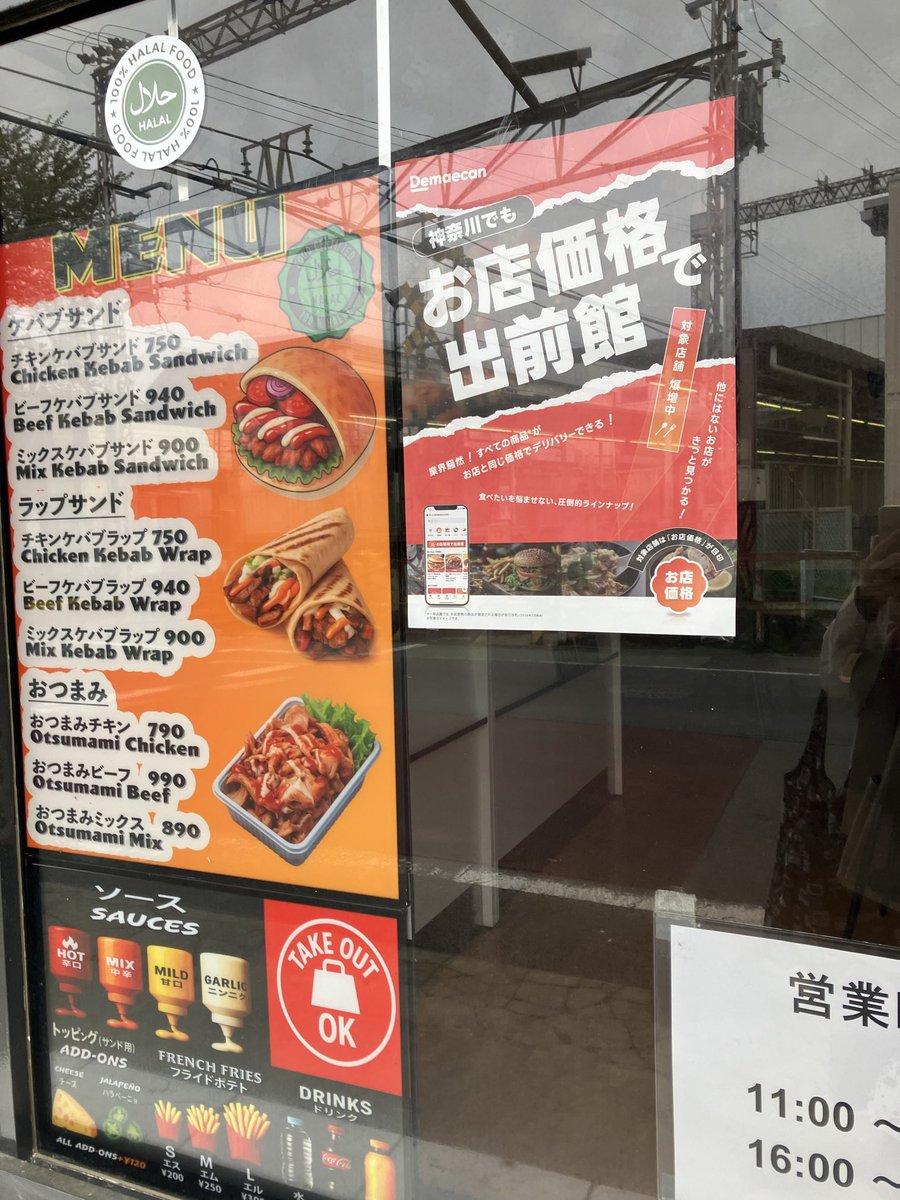 100% HALAL FOOD
حلال
HALAL
100% HALAL FOOD
MENU
حلال
HALAL
ケバブサンド
チキンケバブサンド 750
Chicken Kebab Sandwich
ビーフケバブサンド 940
Beef Kebab Sandwich
ミックスケバブサンド 900
Mix Kebab Sandwich
ラップサンド
チキンケバブラップ 750
Chicken Kebab Wrap
ビーフケバブラップ 940
Beef Kebab Wrap
ミックスケバブラップ 900
Mix Kebab Wrap
おつまみ
おつまみチキン 790
Otsumami Chicken
おつまみビーフ 990
Otsumami Beef
おつまみミックス 890
Otsumami Mix
ソース
SAUCES
HOT
辛口
MIX
中辛
MILD
甘口
GARLIC
ニンニク
トッピング(サンド用)
ADD-ONS
CHEESE
チーズ
JALAPEÑO
ハラペーニョ
ALL ADD-ONS +¥120
FRENCH FRIES
フライドポテト
S
エス
¥200
M
エム
¥250
L
エル
TAKE OUT
OK
DRINKS
ドリンク
Coca-Cola
水
Demaecan
神奈川でも
お店価格で
出前館
対象店舗 爆増中
他にはないお店が
きっと見つかる!
業界騒然!すべての商品が
お店と同じ価格でデリバリーできる!
食べたいを悩ませない、圧倒的ラインナップ!
対象店舗は「お店価格」が目印
お店
価格
営業
11:00 ~
16:00 ~